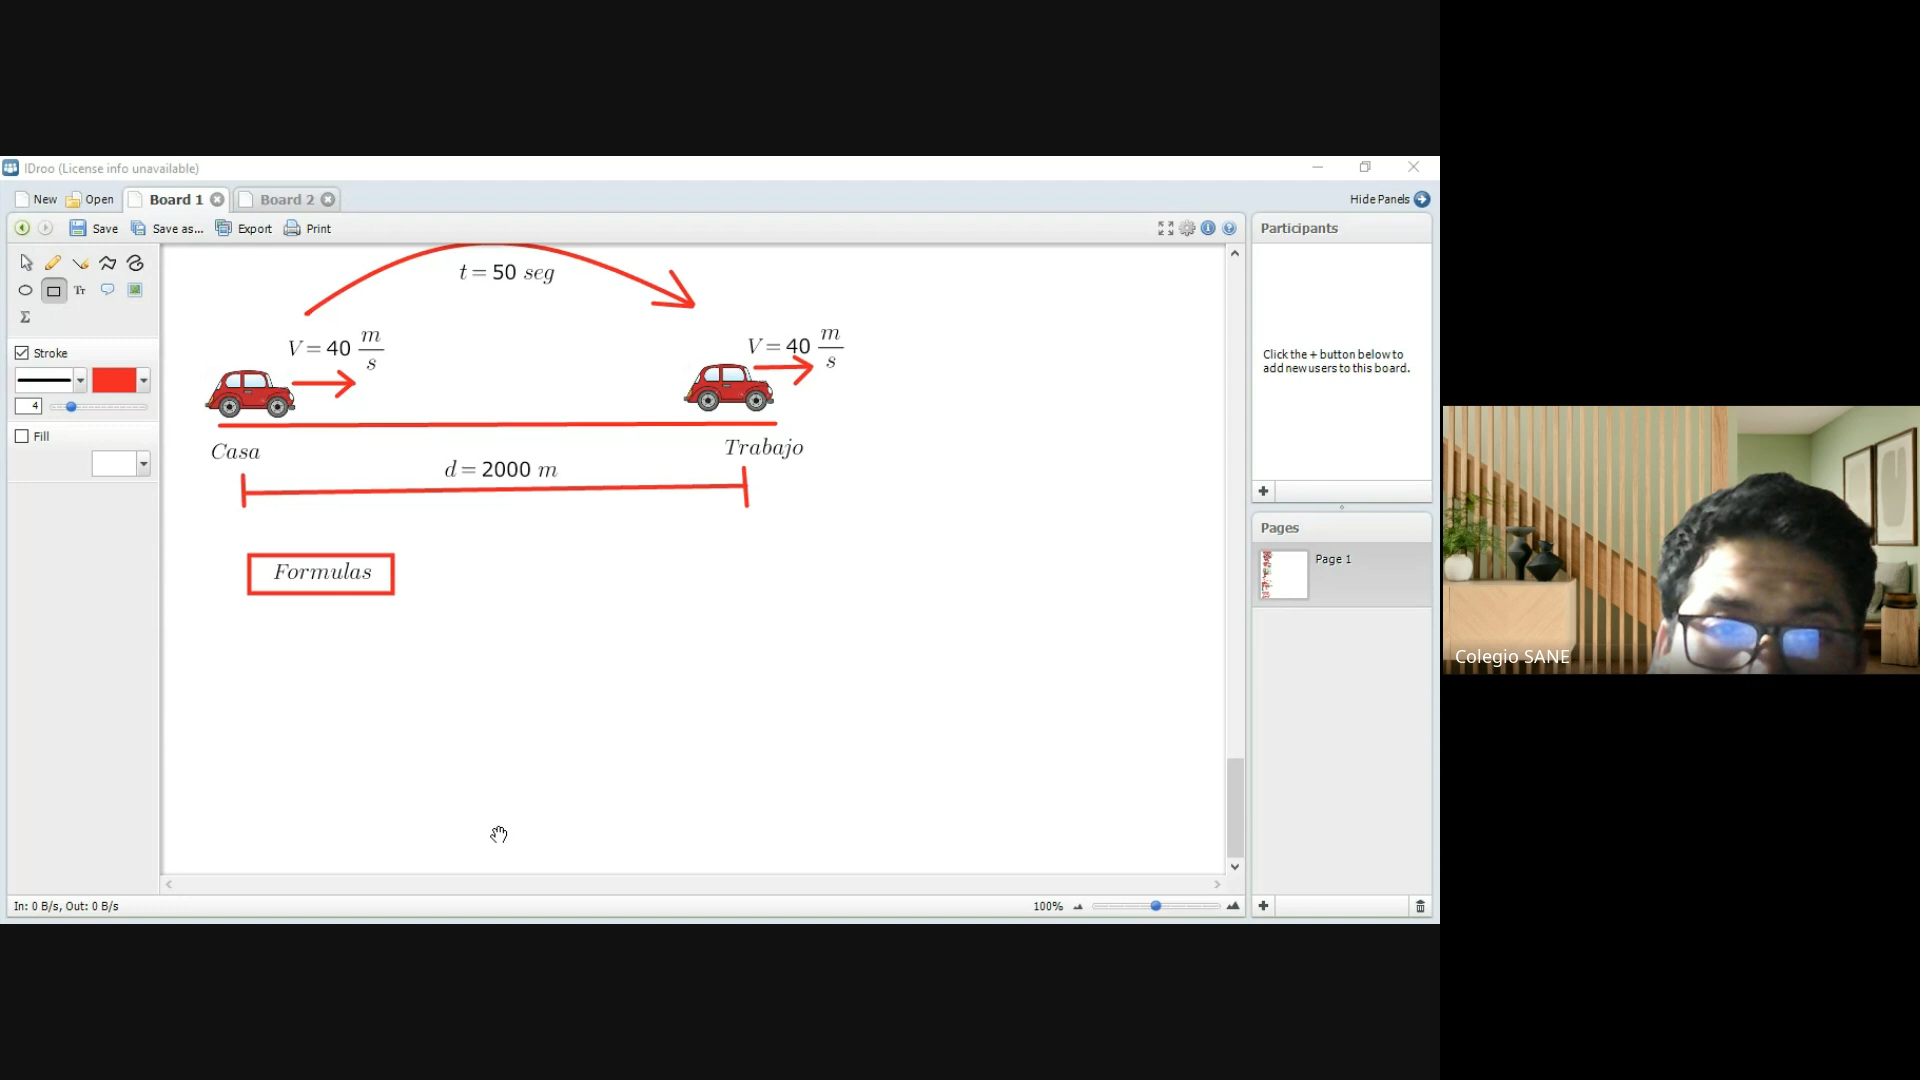 IDroo (License info unavailable)
New Open Board 1 Board 2 Hide Panels
Save Save as... Export Print
Participants
Click the + button below to
add new users to this board.
Stroke
4
Fill
Tr
Σ
t = 50 seg
V = 40 m/s
V = 40 m/s
Casa
Trabajo
d = 2000 m
Formulas
Pages
Page 1
In: 0 B/s, Out: 0 B/s
100%
Colegio SANE